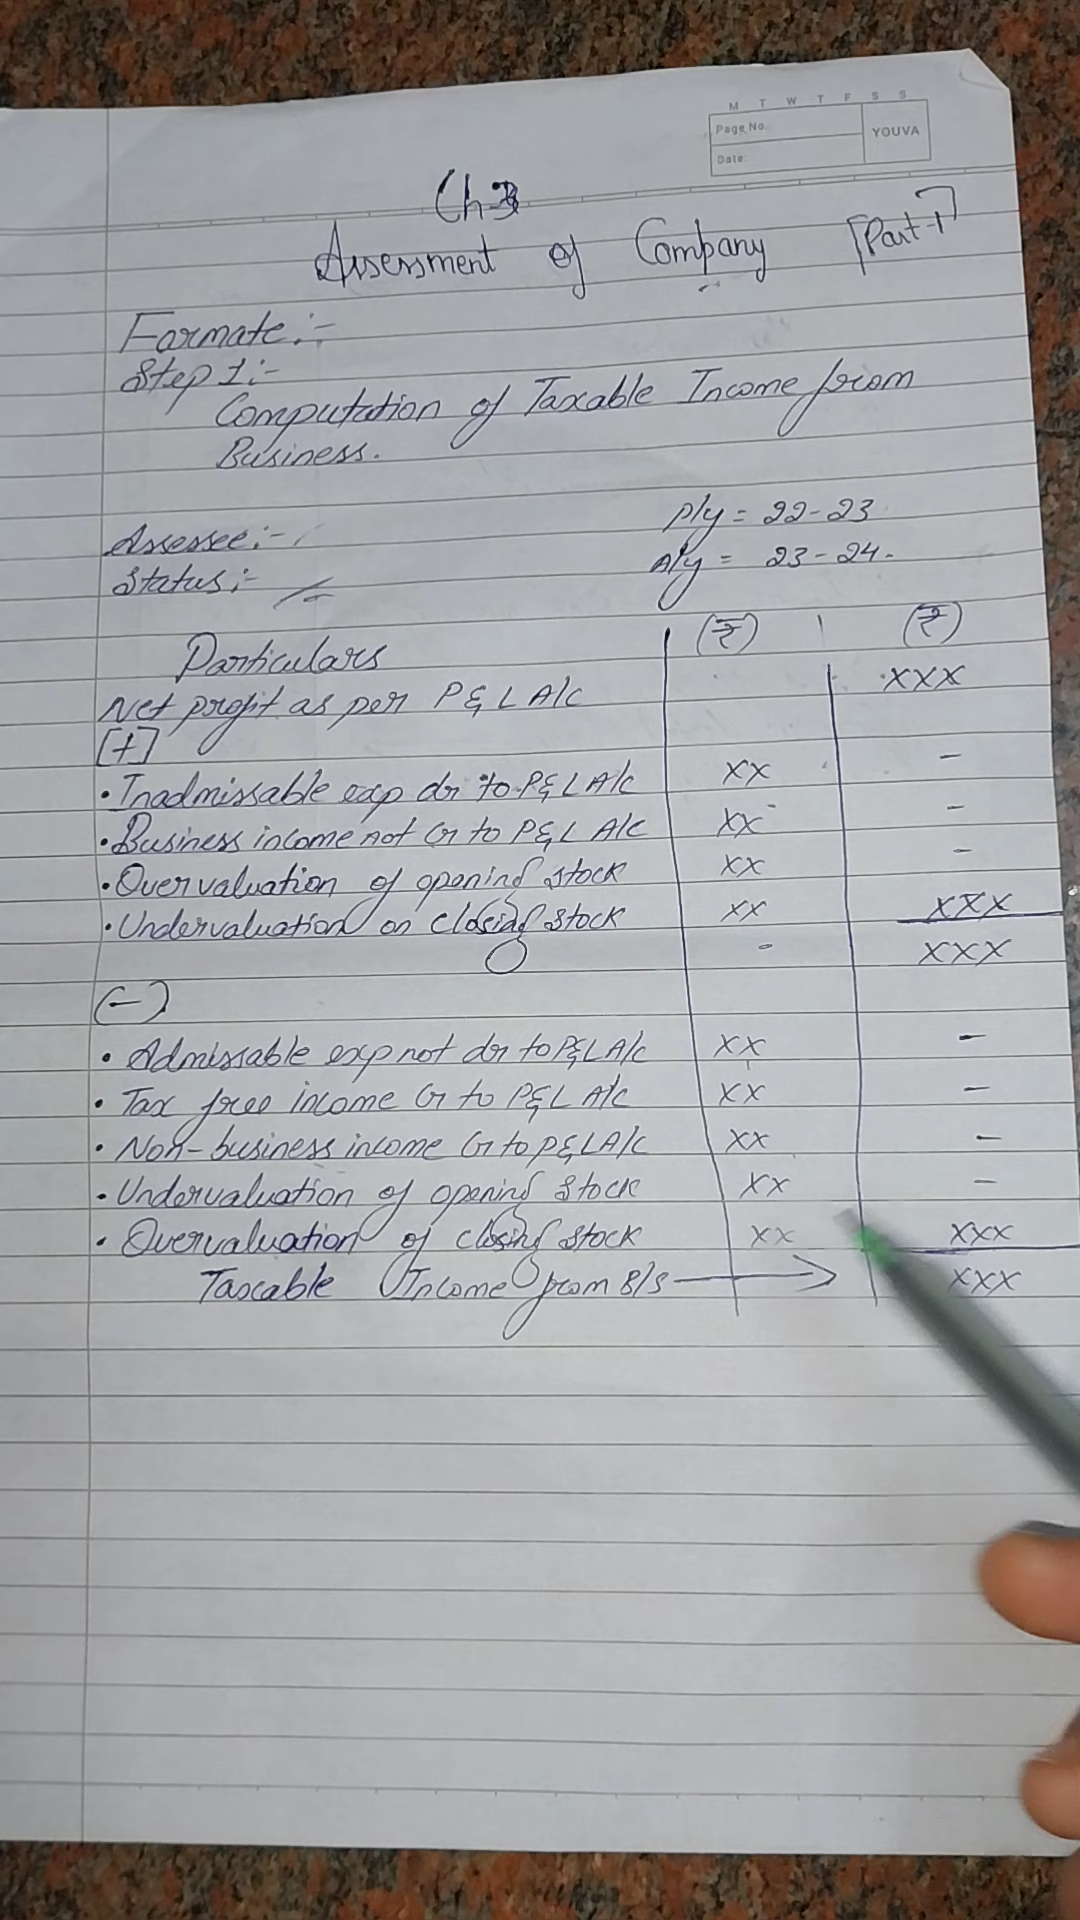 M T W T F S S
Page No.
YOUVA
Date:
Ch-3
Assessment of Company [Part-1]
Formate:-
Step 1:-
Computation of Taxable Income from
Business.
P/y = 22-23
Assessee:-
A/y = 23-24.
Status:-
Particulars (₹) (₹)
Net profit as per P&L A/c XXX
[+]
• Inadmissable exp dr to P&L A/c XX -
• Business income not Cr to P&L A/c XX -
• Overvaluation of opening stock XX -
• Undervaluation on closing stock XX XXX
- XXX
(-)
• Admissable exp not dr to P&L A/c XX -
• Tax free income Cr to P&L A/c XX -
• Non-business income Cr to P&L A/c XX -
• Undervaluation of opening stock XX -
• Overvaluation of closing stock XX XXX
Taxable Income from B/s → XXX